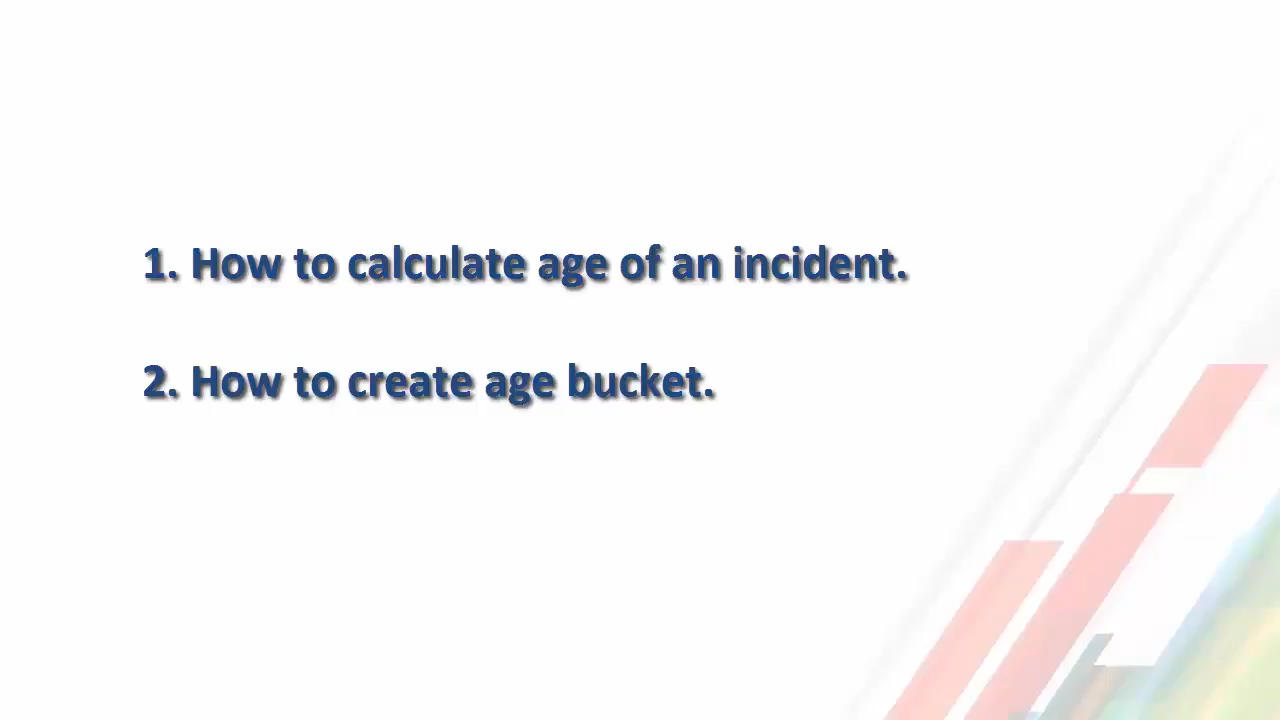 1. How to calculate age of an incident.
2. How to create age bucket.